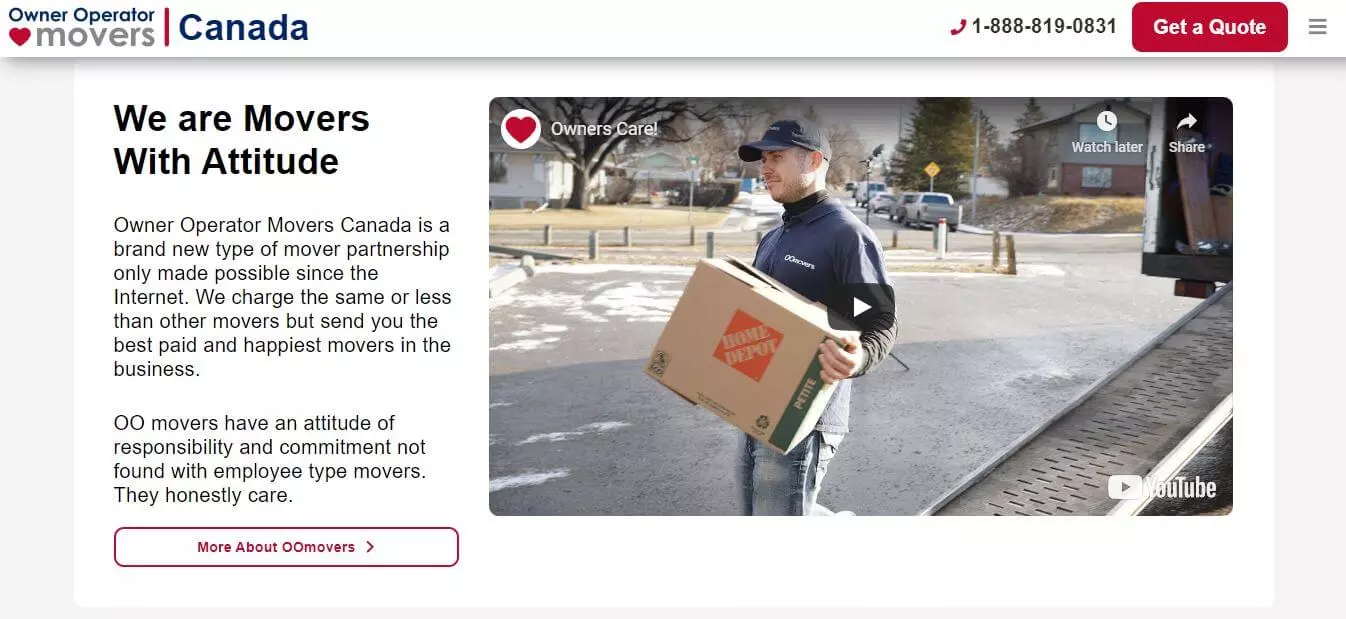 Owner Operator
movers
Canada
1-888-819-0831
Get a Quote
We are Movers
With Attitude
Owner Operator Movers Canada is a
brand new type of mover partnership
only made possible since the
Internet. We charge the same or less
than other movers but send you the
best paid and happiest movers in the
business.
OO movers have an attitude of
responsibility and commitment not
found with employee type movers.
They honestly care.
More About OOmovers
Owners Care!
Watch later
Share
OOmovers
HOME
DEPOT
PETITE
YouTube